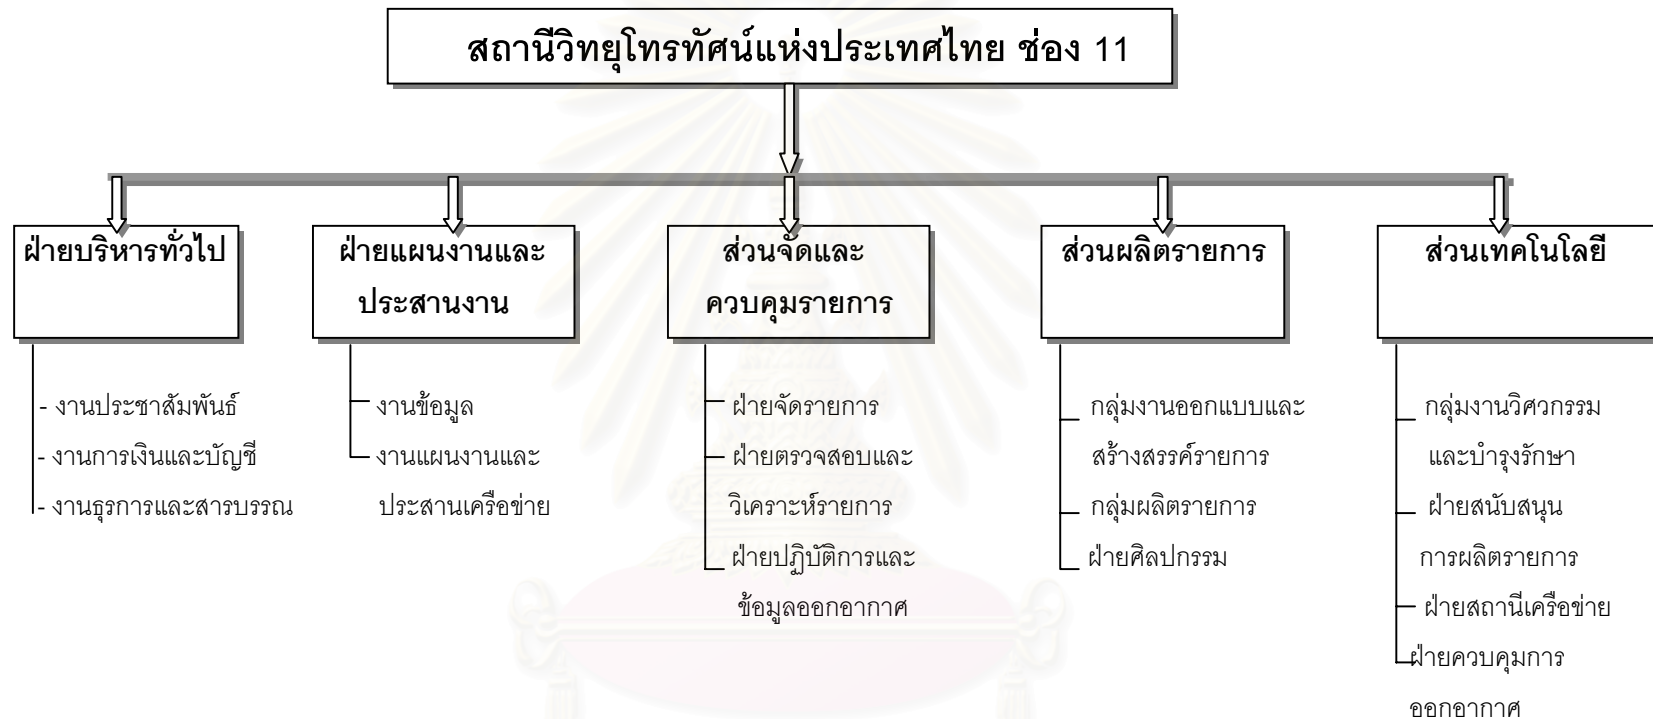 สถานีวิทยุโทรทัศน์แห่งประเทศไทย ช่อง 11
ฝ่ายบริหารทั่วไป
- งานประชาสัมพันธ์
- งานการเงินและบัญชี
- งานธุรการและสารบรรณ
ฝ่ายแผนงานและ
ประสานงาน
งานข้อมูล
งานแผนงานและ
ประสานเครือข่าย
ส่วนจัดและ
ควบคุมรายการ
ฝ่ายจัดรายการ
ฝ่ายตรวจสอบและ
วิเคราะห์รายการ
ฝ่ายปฏิบัติการและ
ข้อมูลออกอากาศ
ส่วนผลิตรายการ
กลุ่มงานออกแบบและ
สร้างสรรค์รายการ
กลุ่มผลิตรายการ
ฝ่ายศิลปกรรม
ส่วนเทคโนโลยี
กลุ่มงานวิศวกรรม
และบำรุงรักษา
ฝ่ายสนับสนุน
การผลิตรายการ
ฝ่ายสถานีเครือข่าย
ฝ่ายควบคุมการ
ออกอากาศ